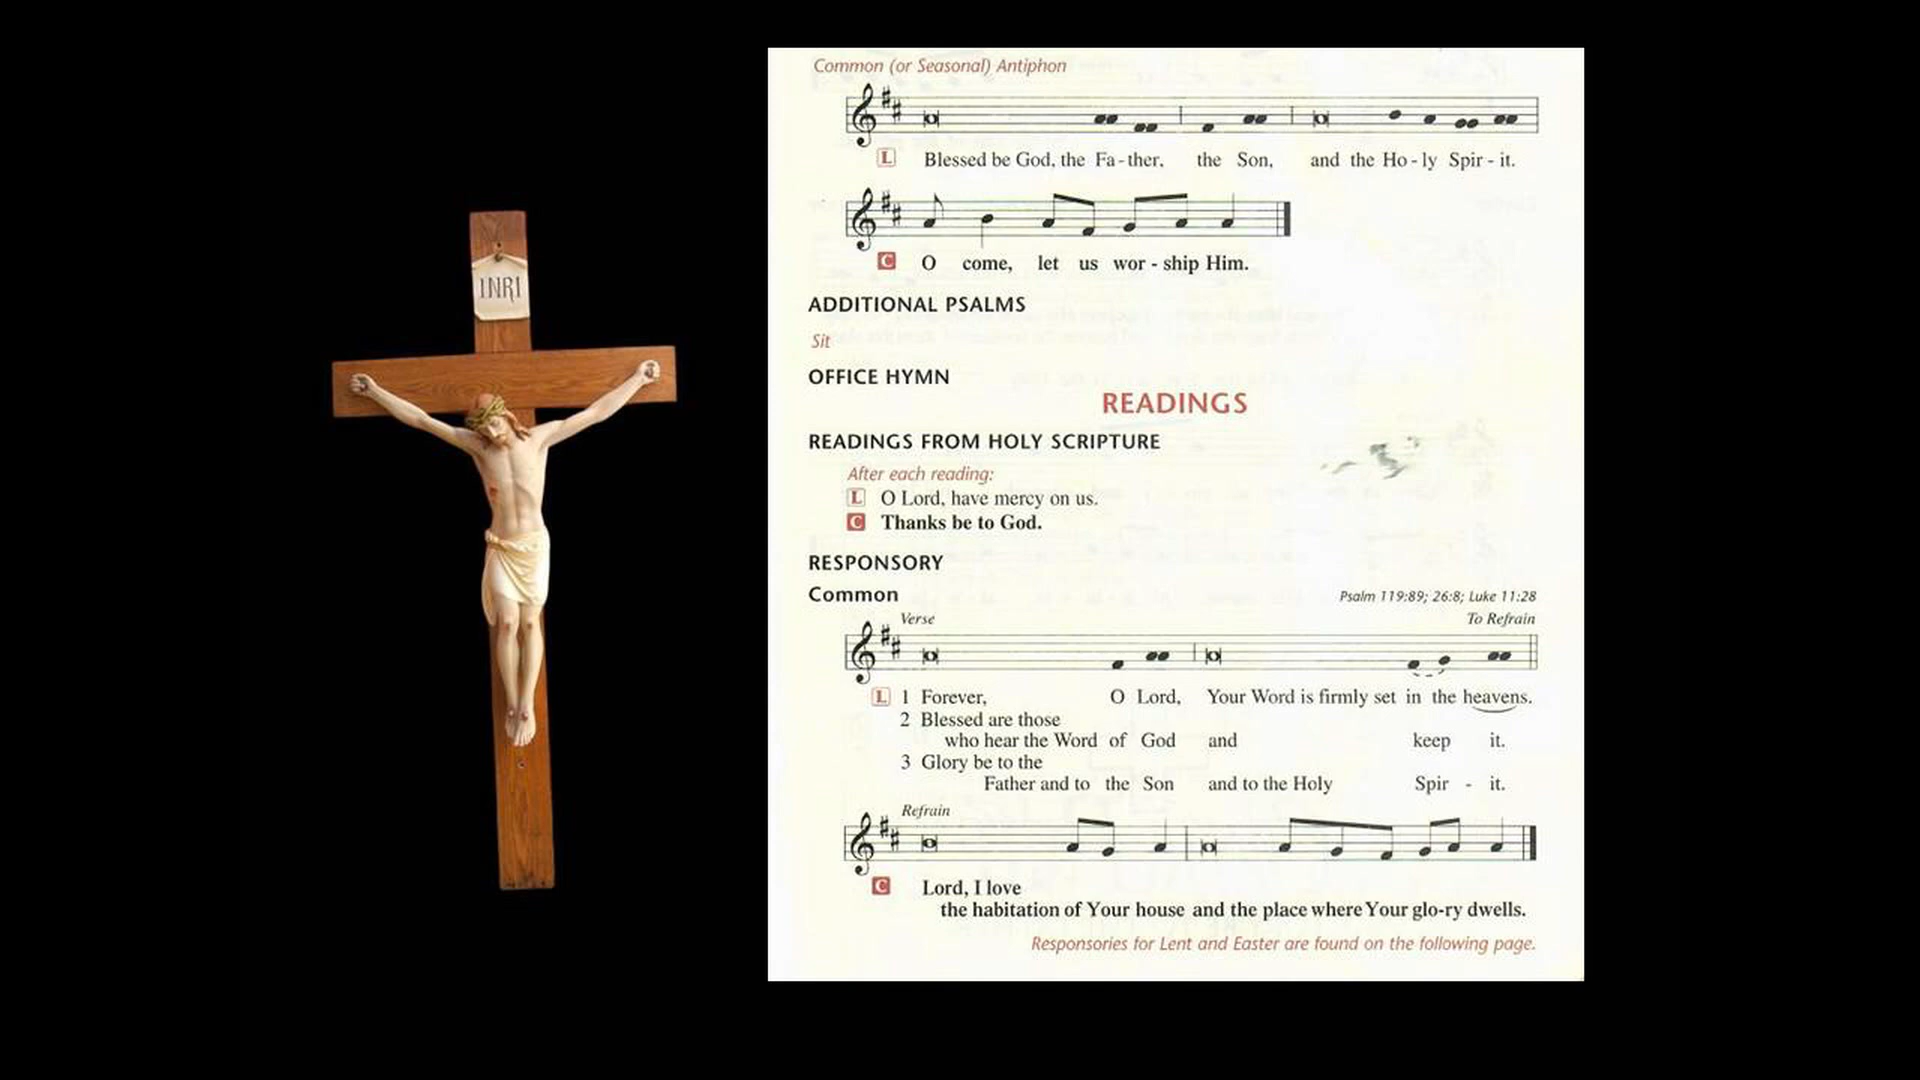 INRI
Common (or Seasonal) Antiphon
L Blessed be God, the Fa - ther, the Son, and the Ho - ly Spir - it.
C O come, let us wor - ship Him.
ADDITIONAL PSALMS
Sit
OFFICE HYMN
READINGS
READINGS FROM HOLY SCRIPTURE
After each reading:
L O Lord, have mercy on us.
C Thanks be to God.
RESPONSORY
Common Psalm 119:89; 26:8; Luke 11:28
Verse To Refrain
L 1 Forever, O Lord, Your Word is firmly set in the heavens.
2 Blessed are those
who hear the Word of God and keep it.
3 Glory be to the
Father and to the Son and to the Holy Spir - it.
Refrain
C Lord, I love
the habitation of Your house and the place where Your glo-ry dwells.
Responsories for Lent and Easter are found on the following page.